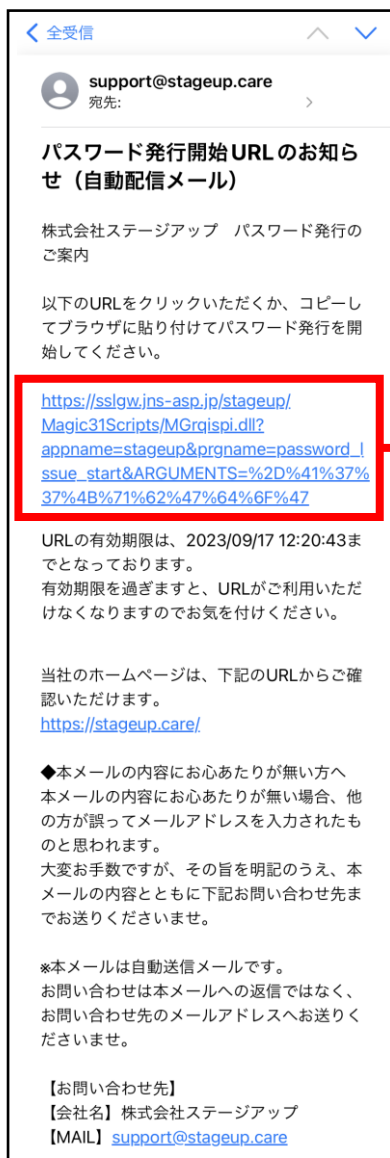 全受信
support@stageup.care
宛先:
パスワード発行開始URLのお知ら
せ（自動配信メール）
株式会社ステージアップ　パスワード発行の
ご案内
以下のURLをクリックいただくか、コピーし
てブラウザに貼り付けてパスワード発行を開
始してください。
https://sslgw.jns-asp.jp/stageup/
Magic31Scripts/MGrqispi.dll?
appname=stageup&prgname=password_I
ssue_start&ARGUMENTS=%2D%41%37%
37%4B%71%62%47%64%6F%47
URLの有効期限は、2023/09/17 12:20:43ま
でとなっております。
有効期限を過ぎますと、URLがご利用いただ
けなくなりますのでお気を付けください。
当社のホームページは、下記のURLからご確
認いただけます。
https://stageup.care/
◆本メールの内容にお心あたりが無い方へ
本メールの内容にお心あたりが無い場合、他
の方が誤ってメールアドレスを入力されたも
のと思われます。
大変お手数ですが、その旨を明記のうえ、本
メールの内容とともに下記お問い合わせ先ま
でお送りくださいませ。
※本メールは自動送信メールです。
お問い合わせは本メールへの返信ではなく、
お問い合わせ先のメールアドレスへお送りく
ださいませ。
【お問い合わせ先】
【会社名】株式会社ステージアップ
【MAIL】support@stageup.care